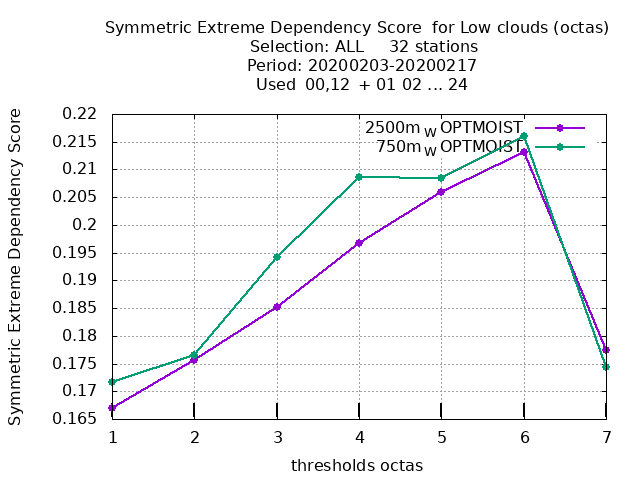 Symmetric Extreme Dependency Score for Low clouds (octas)
Selection: ALL 32 stations
Period: 20200203-20200217
Used 00,12 + 01 02 ... 24
Symmetric Extreme Dependency Score
0.22
0.215
0.21
0.205
0.2
0.195
0.19
0.185
0.18
0.175
0.17
0.165
2500m W OPTMOIST
750m W OPTMOIST
1 2 3 4 5 6 7
thresholds octas